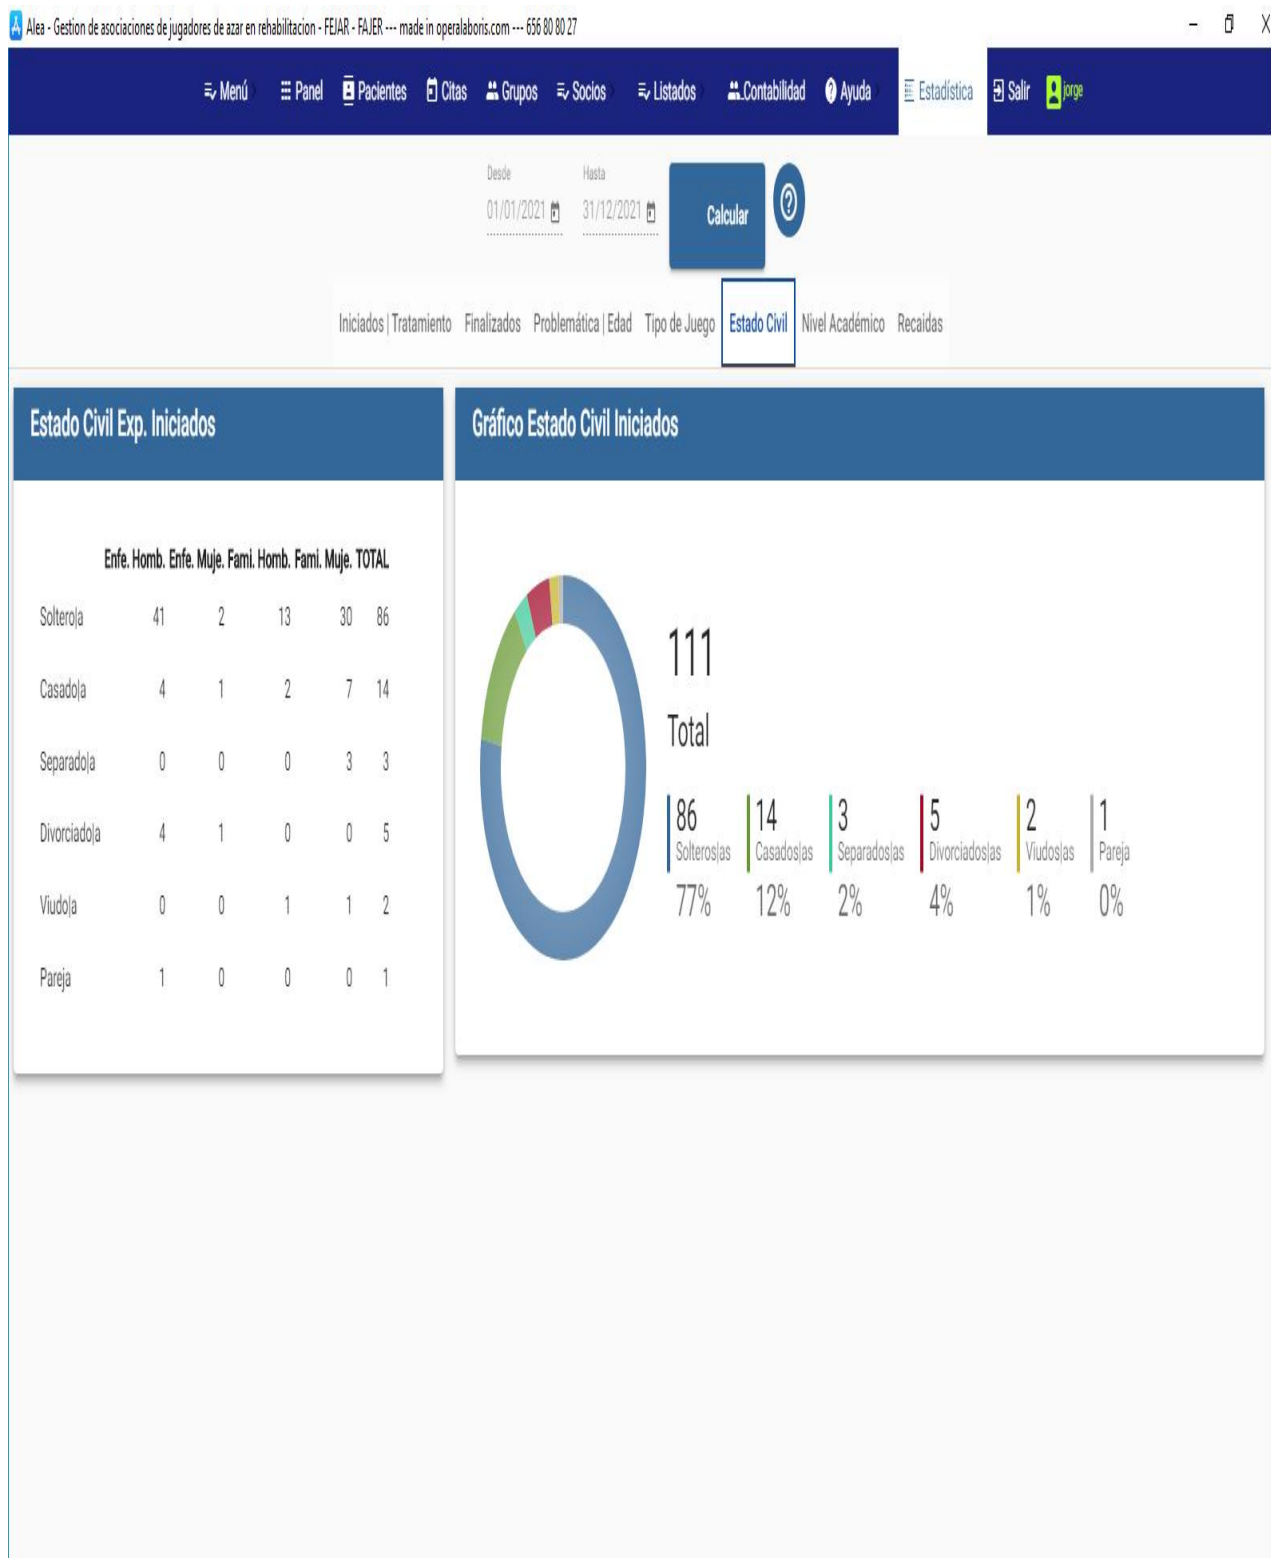 Alea - Gestion de asociaciones de jugadores de azar en rehabilitacion - FEJAR - FAJER --- made in operalaboris.com --- 656 80 80 27
Menú Panel Pacientes Citas Grupos Socios Listados Contabilidad Ayuda Estadística Salir jorge
Desde Hasta
01/01/2021 31/12/2021 Calcular
Iniciados | Tratamiento Finalizados Problemática | Edad Tipo de Juego Estado Civil Nivel Académico Recaidas
Estado Civil Exp. Iniciados
Enfe. Homb. Enfe. Muje. Fami. Homb. Fami. Muje. TOTAL
Soltero|a 41 2 13 30 86
Casado|a 4 1 2 7 14
Separado|a 0 0 0 3 3
Divorciado|a 4 1 0 0 5
Viudo|a 0 0 1 1 2
Pareja 1 0 0 0 1
Gráfico Estado Civil Iniciados
111
Total
86 14 3 5 2 1
Solteros|as Casados|as Separados|as Divorciados|as Viudos|as Pareja
77% 12% 2% 4% 1% 0%